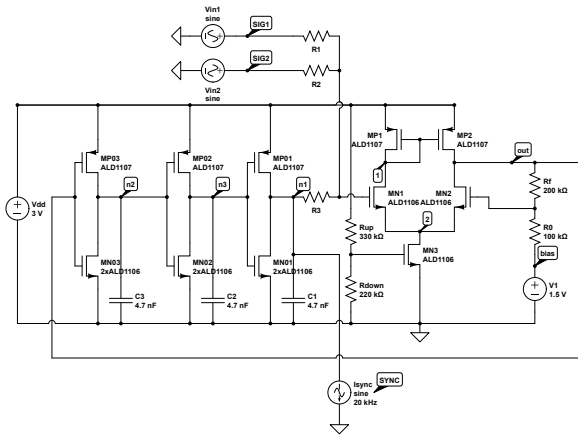 Vin1
sine
SIG1
R1
Vin2
sine
SIG2
R2
MP03
ALD1107
n2
MP02
ALD1107
n3
MP01
ALD1107
n1
R3
MP1
ALD1107
MP2
ALD1107
out
1
MN1
ALD1106
MN2
ALD1106
2
Rf
200 kΩ
R0
100 kΩ
bias
Vdd
3 V
MN03
2xALD1106
MN02
2xALD1106
MN01
2xALD1106
Rup
330 kΩ
MN3
ALD1106
Rdown
220 kΩ
V1
1.5 V
C3
4.7 nF
C2
4.7 nF
C1
4.7 nF
Isync
sine
20 kHz
SYNC